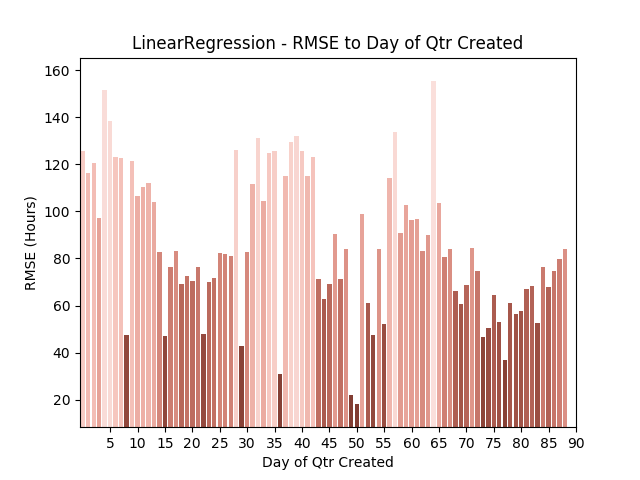 LinearRegression - RMSE to Day of Qtr Created
160
140
120
100
80
60
40
20
RMSE (Hours)
5 10 15 20 25 30 35 40 45 50 55 60 65 70 75 80 85 90
Day of Qtr Created